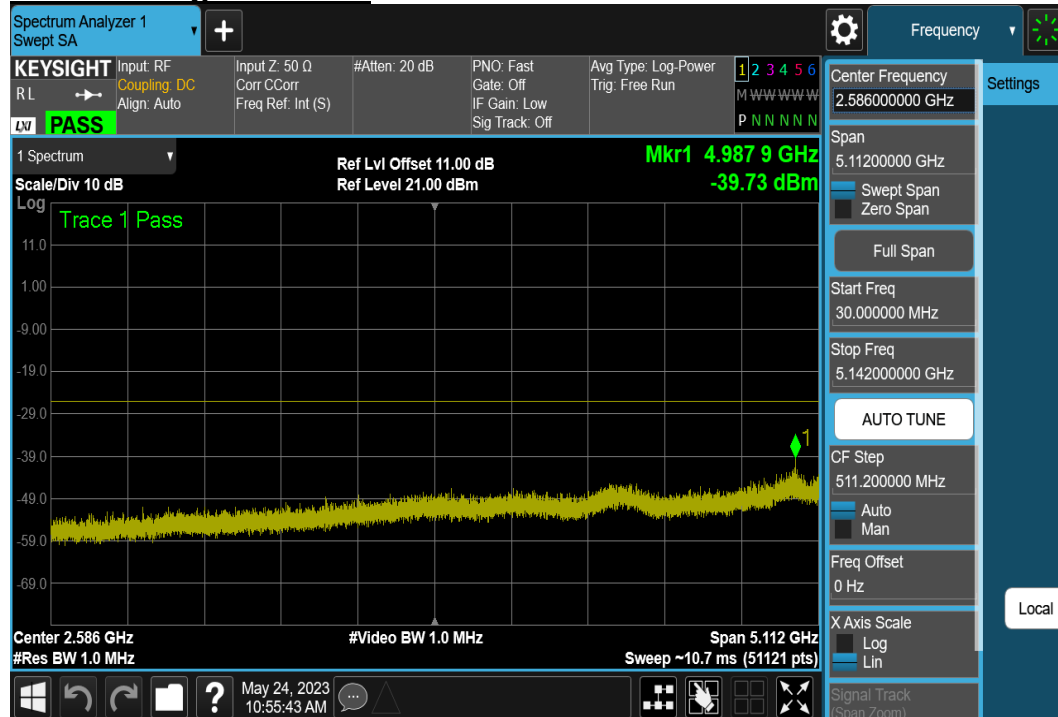 Spectrum Analyzer 1
Swept SA
+
Frequency
KEYSIGHT
RL
LXI PASS
Input: RF
Coupling: DC
Align: Auto
Input Z: 50 Ω
Corr CCorr
Freq Ref: Int (S)
#Atten: 20 dB
PNO: Fast
Gate: Off
IF Gain: Low
Sig Track: Off
Avg Type: Log-Power
Trig: Free Run
1 2 3 4 5 6
M W W W W W
P N N N N N
1 Spectrum
Scale/Div 10 dB
Log
Ref Lvl Offset 11.00 dB
Ref Level 21.00 dBm
Mkr1 4.987 9 GHz
-39.73 dBm
Trace 1 Pass
11.0
1.00
-9.00
-19.0
-29.0
-39.0
-49.0
-59.0
-69.0
1
Center 2.586 GHz
#Res BW 1.0 MHz
#Video BW 1.0 MHz
Span 5.112 GHz
Sweep ~10.7 ms (51121 pts)
?
May 24, 2023
10:55:43 AM
Center Frequency
2.586000000 GHz
Span
5.11200000 GHz
Swept Span
Zero Span
Full Span
Start Freq
30.000000 MHz
Stop Freq
5.142000000 GHz
AUTO TUNE
CF Step
511.200000 MHz
Auto
Man
Freq Offset
0 Hz
X Axis Scale
Log
Lin
Signal Track
(Span Zoom)
Settings
Local